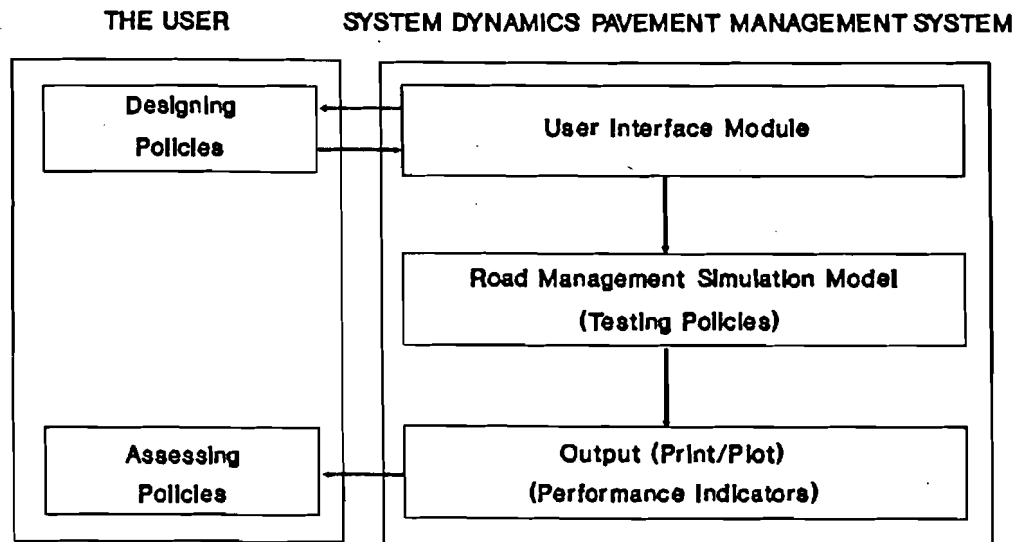 THE USER
SYSTEM DYNAMICS PAVEMENT MANAGEMENT SYSTEM
Designing
Policies
User Interface Module
Road Management Simulation Model
(Testing Policies)
Assessing
Policies
Output (Print/Plot)
(Performance Indicators)